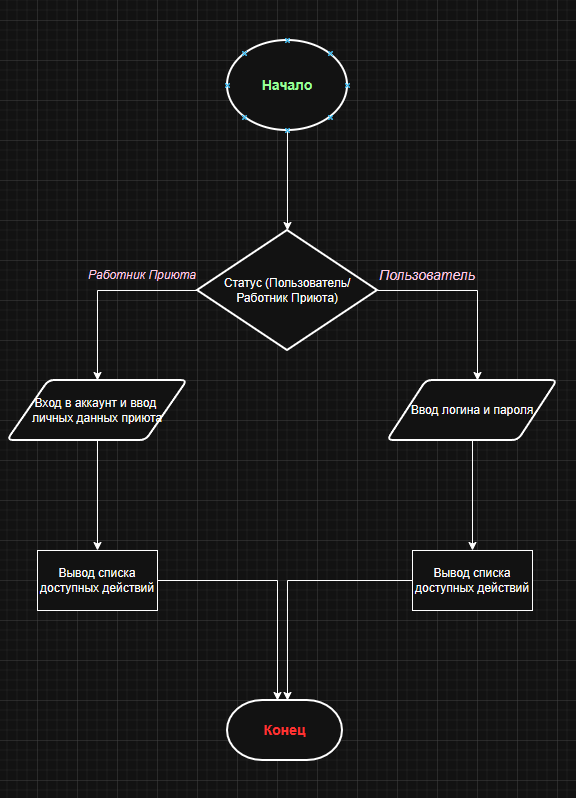 Начало
Работник Приюта
Пользователь
Статус (Пользователь/
Работник Приюта)
Вход в аккаунт и ввод
личных данных приюта
Ввод логина и пароля
Вывод списка
доступных действий
Вывод списка
доступных действий
Конец